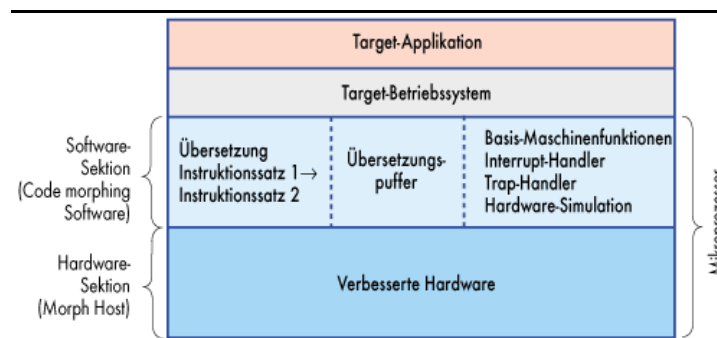 Target-Applikation
Target-Betriebssystem
Software-
Sektion
(Code morphing
Software)
Übersetzung
Instruktionssatz 1→
Instruktionssatz 2
Übersetzungs-
puffer
Basis-Maschinenfunktionen
Interrupt-Handler
Trap-Handler
Hardware-Simulation
Hardware-
Sektion
(Morph Host)
Verbesserte Hardware
Mikroprozessor